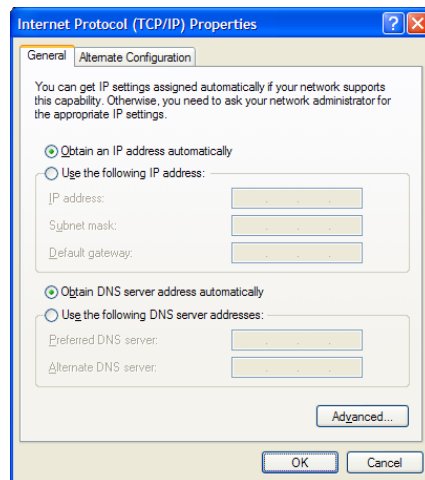 Internet Protocol (TCP/IP) Properties
General
Alternate Configuration
You can get IP settings assigned automatically if your network supports
this capability. Otherwise, you need to ask your network administrator for
the appropriate IP settings.
Obtain an IP address automatically
Use the following IP address:
IP address:
Subnet mask:
Default gateway:
Obtain DNS server address automatically
Use the following DNS server addresses:
Preferred DNS server:
Alternate DNS server:
Advanced...
OK
Cancel